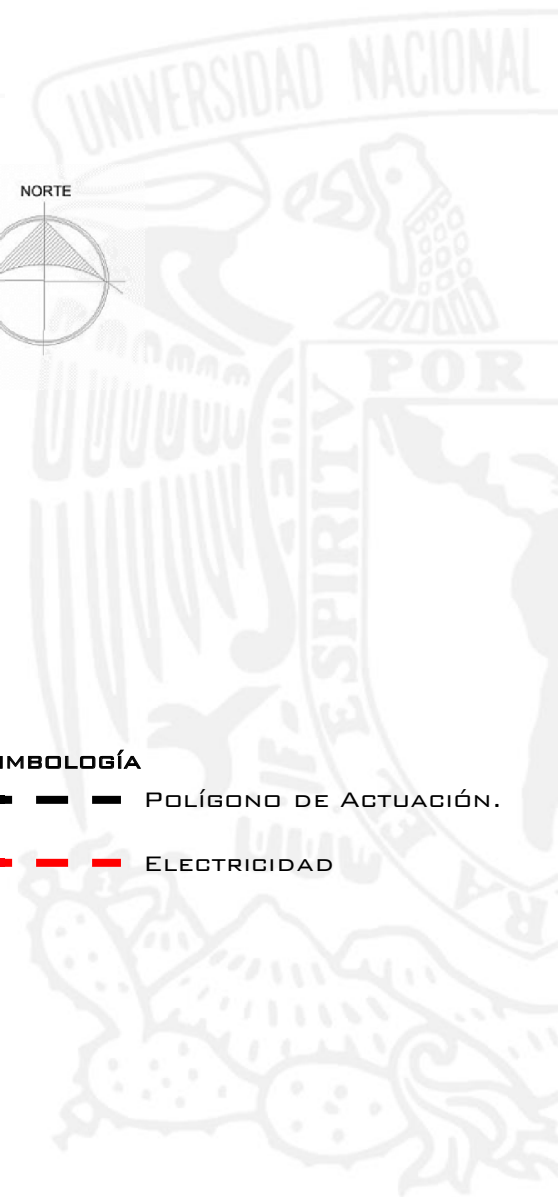 UNIVERSIDAD NACIONAL
NORTE
POR
ESPIRITV
IMBOLOGÍA
POLÍGONO DE ACTUACIÓN.
ELECTRICIDAD